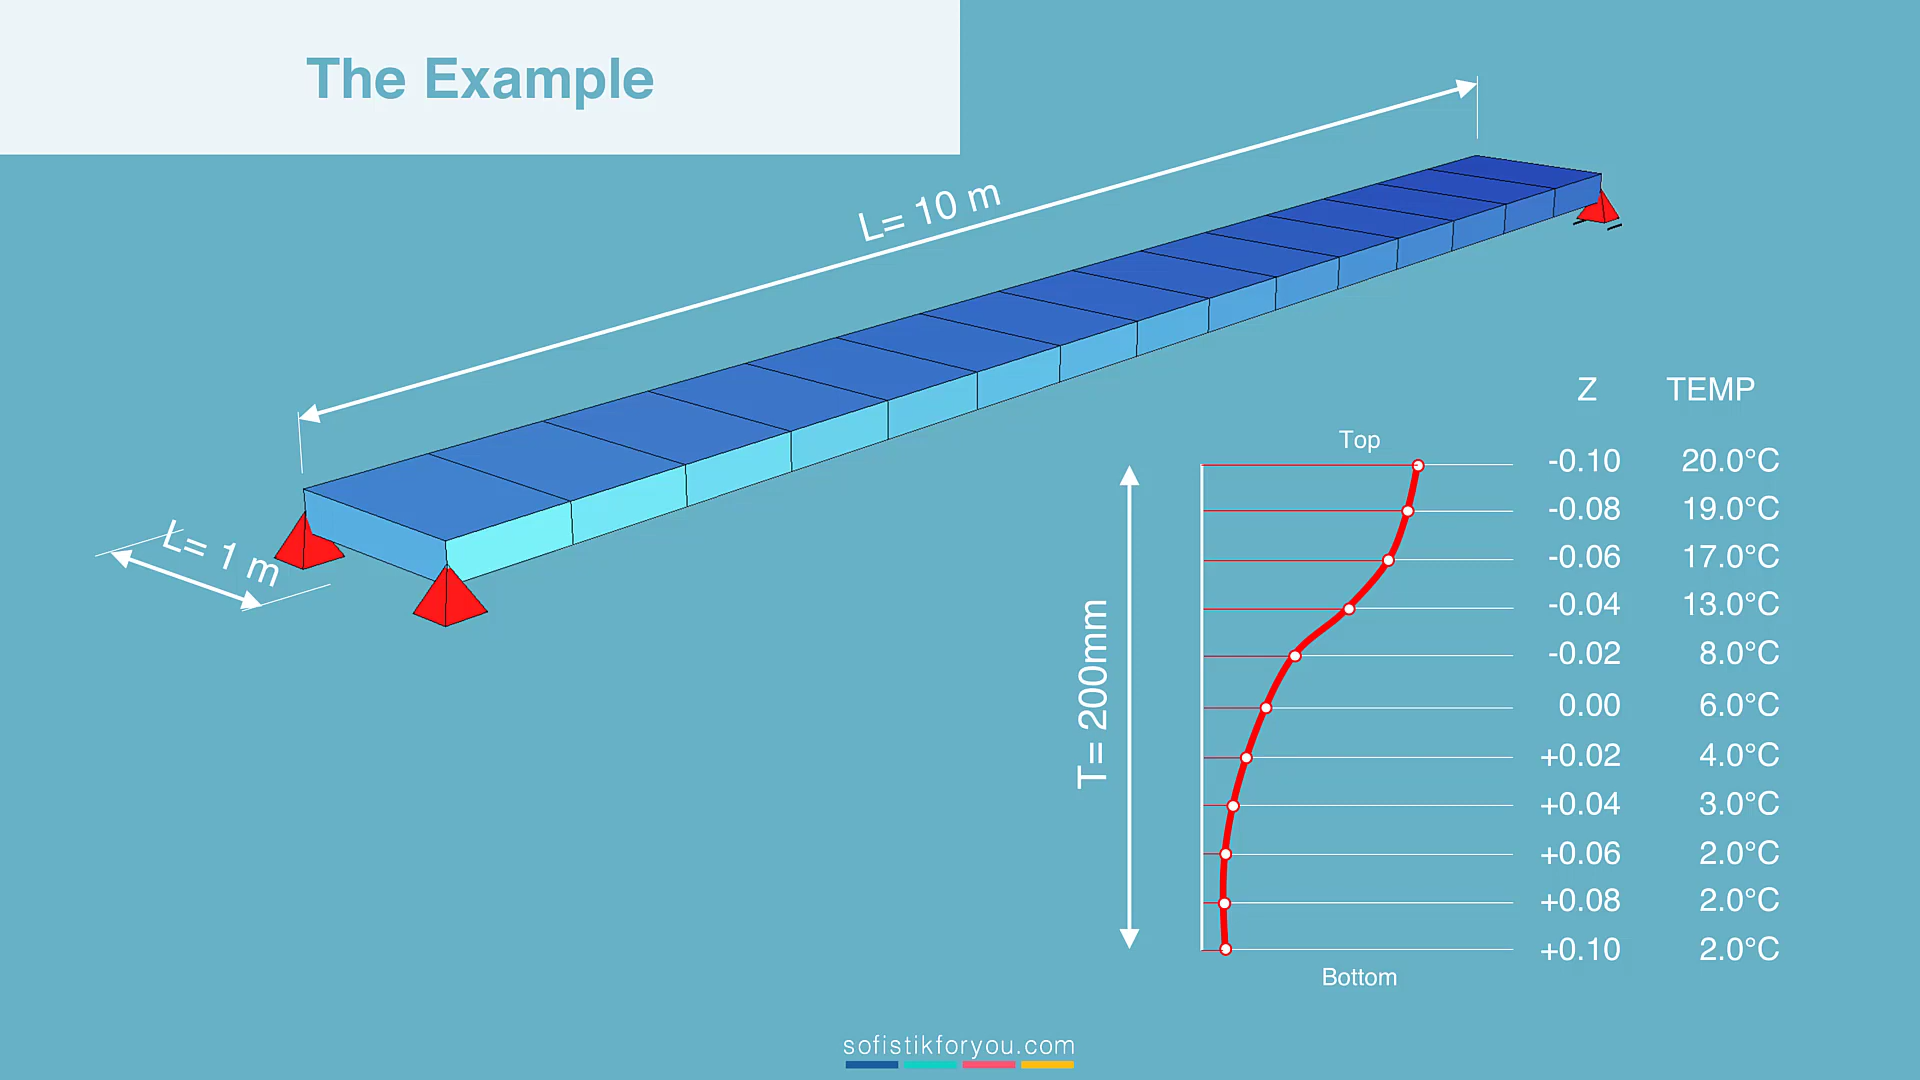 The Example
L= 10 m
L= 1 m
Z TEMP
Top
-0.10 20.0°C
-0.08 19.0°C
-0.06 17.0°C
-0.04 13.0°C
-0.02 8.0°C
0.00 6.0°C
+0.02 4.0°C
+0.04 3.0°C
+0.06 2.0°C
+0.08 2.0°C
+0.10 2.0°C
T= 200mm
Bottom
sofistikforyou.com